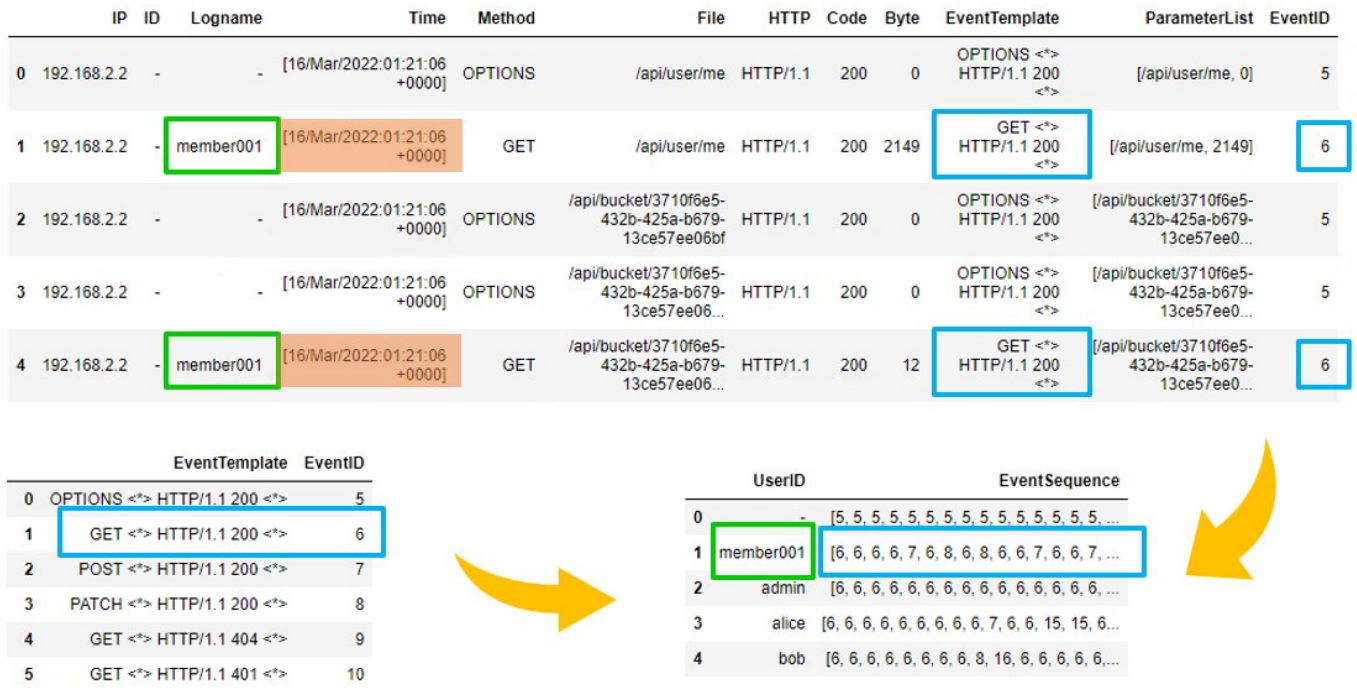 IP ID Logname Time Method File HTTP Code Byte EventTemplate ParameterList EventID
OPTIONS <*>
0 192.168.2.2 - - [16/Mar/2022:01:21:06 OPTIONS /api/user/me HTTP/1.1 200 0 HTTP/1.1 200 [/api/user/me, 0] 5
+0000] <*>
GET <*>
1 192.168.2.2 - member001 [16/Mar/2022:01:21:06 GET /api/user/me HTTP/1.1 200 2149 HTTP/1.1 200 [/api/user/me, 2149] 6
+0000] <*>
/api/bucket/3710f6e5- OPTIONS <*> [/api/bucket/3710f6e5-
2 192.168.2.2 - - [16/Mar/2022:01:21:06 OPTIONS 432b-425a-b679- HTTP/1.1 200 0 HTTP/1.1 200 432b-425a-b679- 5
+0000] 13ce57ee06bf <*> 13ce57ee0...
/api/bucket/3710f6e5- OPTIONS <*> [/api/bucket/3710f6e5-
3 192.168.2.2 - - [16/Mar/2022:01:21:06 OPTIONS 432b-425a-b679- HTTP/1.1 200 0 HTTP/1.1 200 432b-425a-b679- 5
+0000] 13ce57ee06... <*> 13ce57ee0...
/api/bucket/3710f6e5- GET <*> [/api/bucket/3710f6e5-
4 192.168.2.2 - member001 [16/Mar/2022:01:21:06 GET 432b-425a-b679- HTTP/1.1 200 12 HTTP/1.1 200 432b-425a-b679- 6
+0000] 13ce57ee06... <*> 13ce57ee0...
EventTemplate EventID
0 OPTIONS <*> HTTP/1.1 200 <*> 5
1 GET <*> HTTP/1.1 200 <*> 6
2 POST <*> HTTP/1.1 200 <*> 7
3 PATCH <*> HTTP/1.1 200 <*> 8
4 GET <*> HTTP/1.1 404 <*> 9
5 GET <*> HTTP/1.1 401 <*> 10
UserID EventSequence
0 - [5, 5, 5, 5, 5, 5, 5, 5, 5, 5, 5, 5, 5, 5, 5, ...
1 member001 [6, 6, 6, 6, 7, 6, 8, 6, 8, 6, 6, 7, 6, 6, 7, ...
2 admin [6, 6, 6, 6, 6, 6, 6, 6, 6, 6, 6, 6, 6, 6, 6, ...
3 alice [6, 6, 6, 6, 6, 6, 6, 6, 6, 7, 6, 6, 15, 15, 6...
4 bob [6, 6, 6, 6, 6, 6, 6, 6, 8, 16, 6, 6, 6, 6, 6,...